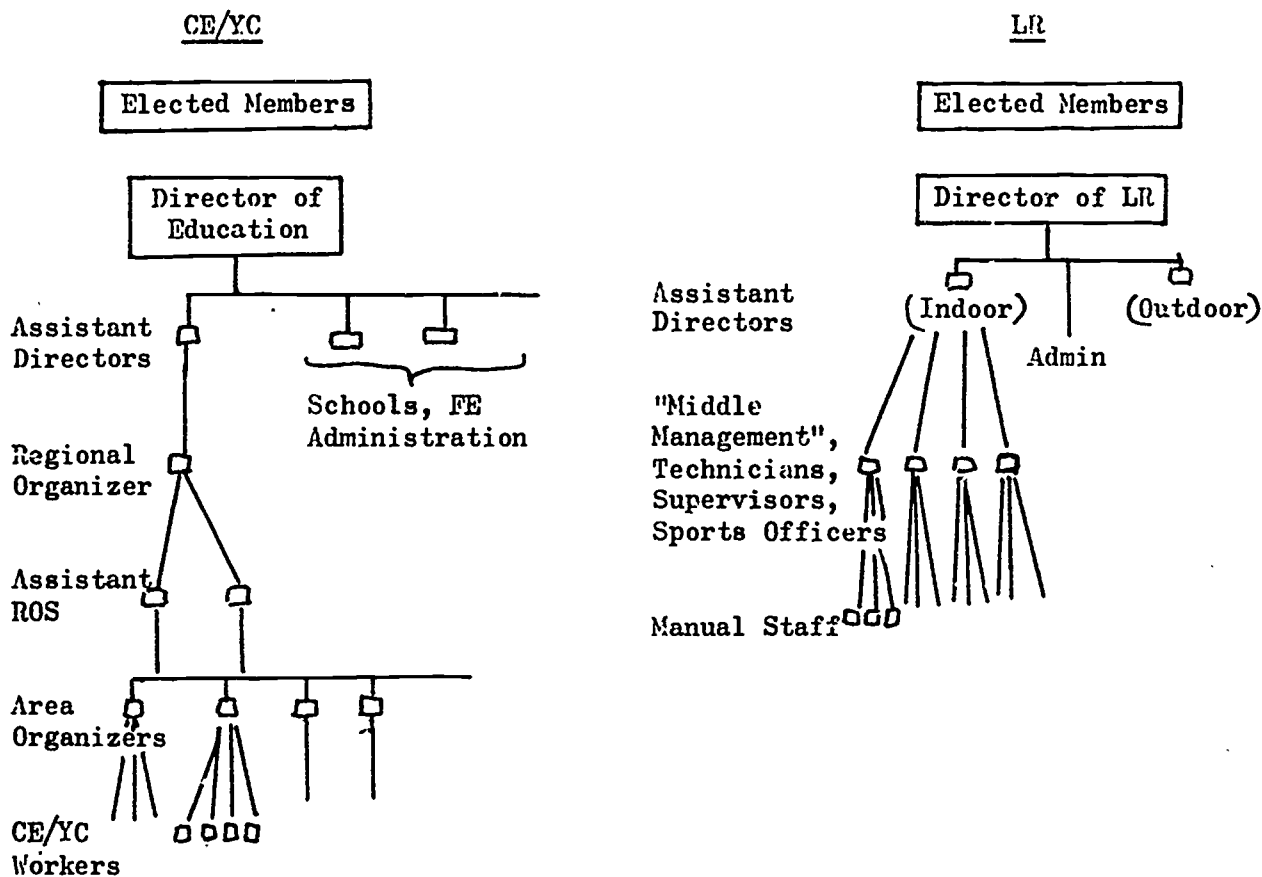 CE/YC
Elected Members
Director of
Education
Assistant
Directors
Schools, FE
Administration
Regional
Organizer
Assistant
ROS
Area
Organizers
CE/YC
Workers
LR
Elected Members
Director of LR
Assistant
Directors
(Indoor)
(Outdoor)
Admin
"Middle
Management",
Technicians,
Supervisors,
Sports Officers
Manual Staff